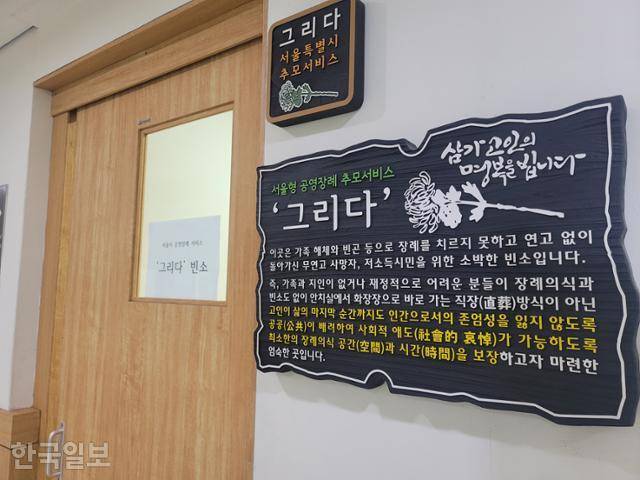 그리다
서울특별시
추모서비스
삼가 고인의
명복을 빕니다
서울형 공영장례 추모서비스
‘그리다’
이곳은 가족 해체와 빈곤 등으로 장례를 치르지 못하고 연고 없이
돌아가신 무연고 사망자, 저소득시민을 위한 소박한 빈소입니다.
즉, 가족과 지인이 없거나 재정적으로 어려운 분들이 장례의식과
빈소도 없이 안치실에서 화장장으로 바로 가는 직장(直葬)방식이 아닌
고인이 삶의 마지막 순간까지도 인간으로서의 존엄성을 잃지 않도록
공공(公共)이 배려하여 사회적 애도(社會的 哀悼)가 가능하도록
최소한의 장례의식 공간(空間)과 시간(時間)을 보장하고자 마련한
엄숙한 곳입니다.
서울시 공영장례 서비스
‘그리다’ 빈소
한국일보